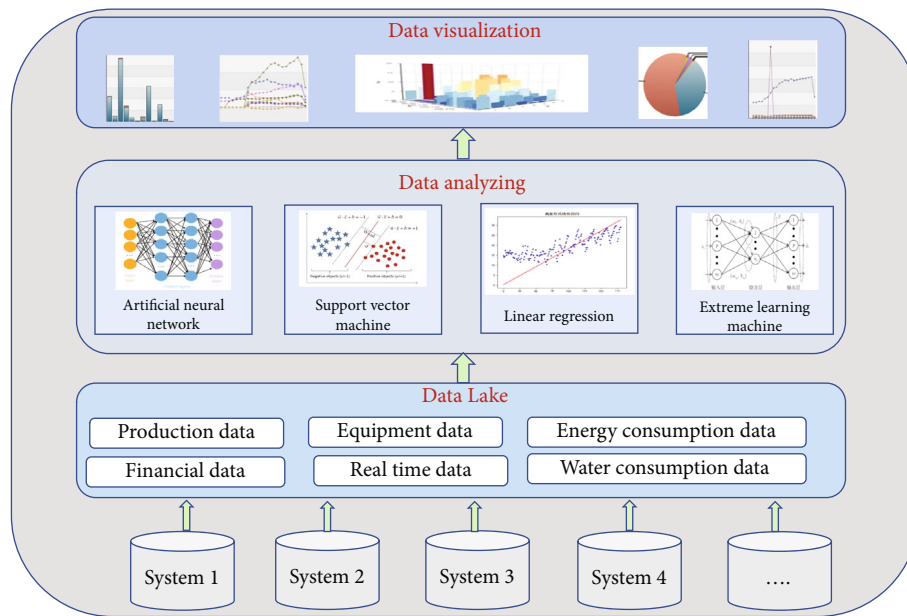 Data visualization
Data analyzing
Artificial neural
network
Support vector
machine
Linear regression
Extreme learning
machine
Data Lake
Production data
Equipment data
Energy consumption data
Financial data
Real time data
Water consumption data
System 1
System 2
System 3
System 4
....